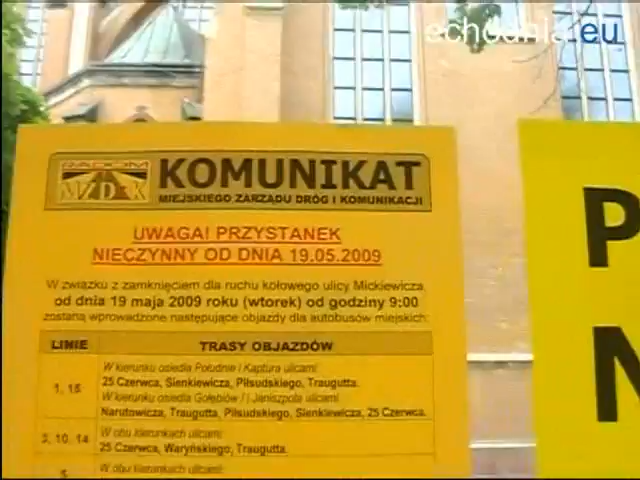 echodnia.eu
RADOM
MZDiK
KOMUNIKAT
MIEJSKIEGO ZARZĄDU DRÓG I KOMUNIKACJI
UWAGA! PRZYSTANEK
NIECZYNNY OD DNIA 19.05.2009
W związku z zamknięciem dla ruchu kołowego ulicy Mickiewicza
od dnia 19 maja 2009 roku (wtorek) od godziny 9:00
zostaną wprowadzone następujące objazdy dla autobusów miejskich:
LINIE TRASY OBJAZDÓW
W kierunku osiedla Południe i Kaptura ulicami:
1, 15 25 Czerwca, Sienkiewicza, Piłsudskiego, Traugutta.
W kierunku osiedla Gołębiów I i Janiszpola ulicami:
Narutowicza, Traugutta, Piłsudskiego, Sienkiewicza, 25 Czerwca.
W obu kierunkach ulicami:
3, 10, 14 25 Czerwca, Waryńskiego, Traugutta.
W obu kierunkach ulicami:
P
N